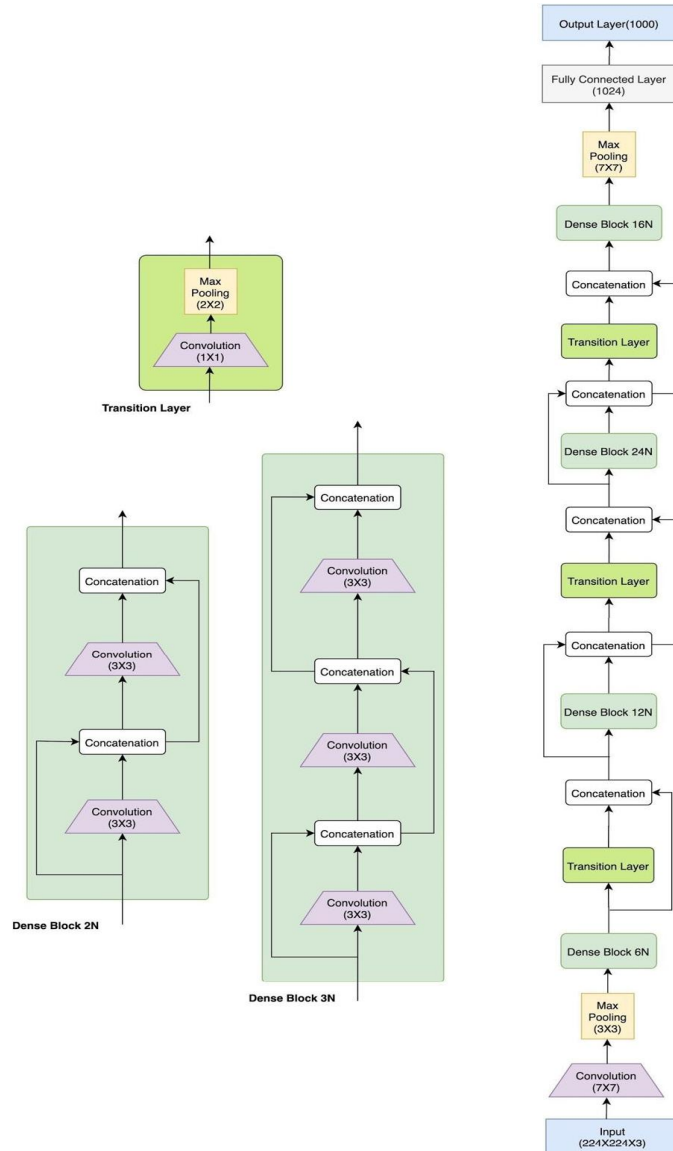 Output Layer(1000)
Fully Connected Layer
(1024)
Max
Pooling
(7X7)
Dense Block 16N
Concatenation
Transition Layer
Concatenation
Dense Block 24N
Concatenation
Transition Layer
Concatenation
Dense Block 12N
Concatenation
Transition Layer
Dense Block 6N
Max
Pooling
(3X3)
Convolution
(7X7)
Input
(224X224X3)
Max
Pooling
(2X2)
Convolution
(1X1)
Transition Layer
Concatenation
Convolution
(3X3)
Concatenation
Convolution
(3X3)
Dense Block 2N
Concatenation
Convolution
(3X3)
Concatenation
Convolution
(3X3)
Concatenation
Convolution
(3X3)
Dense Block 3N